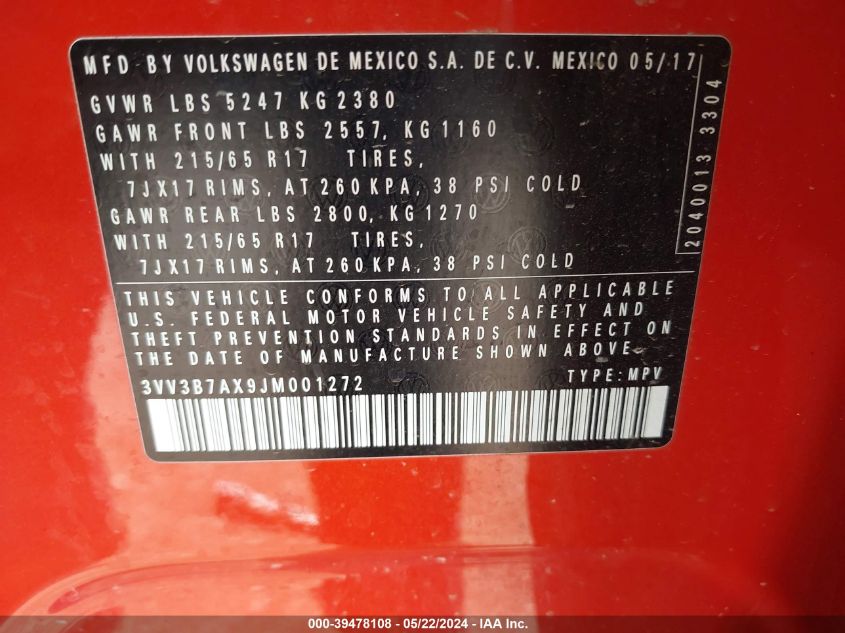 MFD BY VOLKSWAGEN DE MEXICO S.A. DE C.V. MEXICO 05/17
GVWR LBS 5247 KG 2380
GAWR FRONT LBS 2557, KG 1160
WITH 215/65 R17 TIRES,
7JX17 RIMS, AT 260 KPA, 38 PSI COLD
GAWR REAR LBS 2800, KG 1270
WITH 215/65 R17 TIRES,
7JX17 RIMS, AT 260 KPA, 38 PSI COLD
2040013 3304
THIS VEHICLE CONFORMS TO ALL APPLICABLE
U.S. FEDERAL MOTOR VEHICLE SAFETY AND
THEFT PREVENTION STANDARDS IN EFFECT ON
THE DATE OF MANUFACTURE SHOWN ABOVE.
3VV3B7AX9JM001272 TYPE: MPV
000-39478108 - 05/22/2024 - IAA Inc.